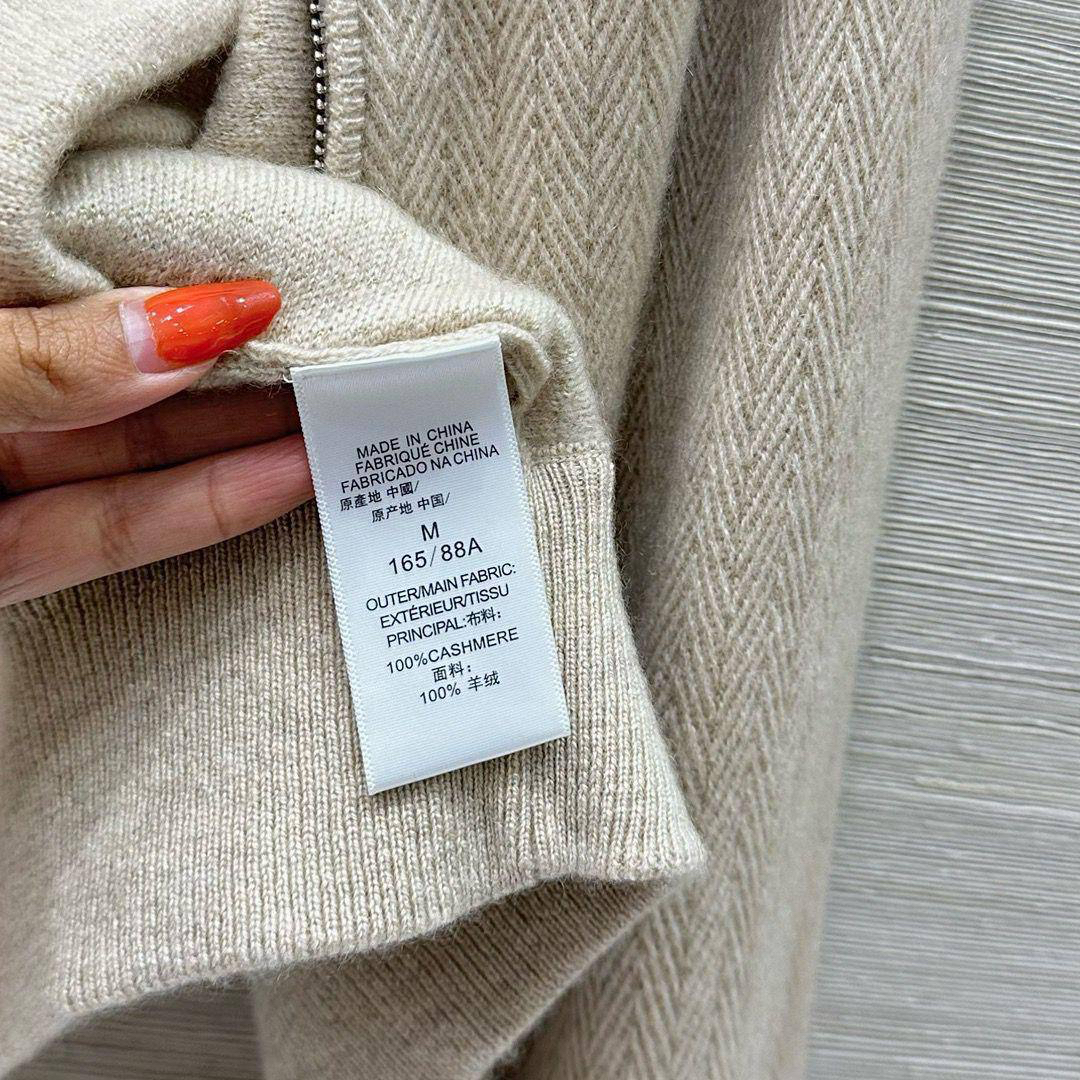 MADE IN CHINA
FABRIQUÉ CHINE
FABRICADO NA CHINA
原產地 中國/
原产地 中国/
M
165/88A
OUTER/MAIN FABRIC:
EXTÉRIEUR/TISSU
PRINCIPAL:布料:
100%CASHMERE
面料:
100% 羊绒